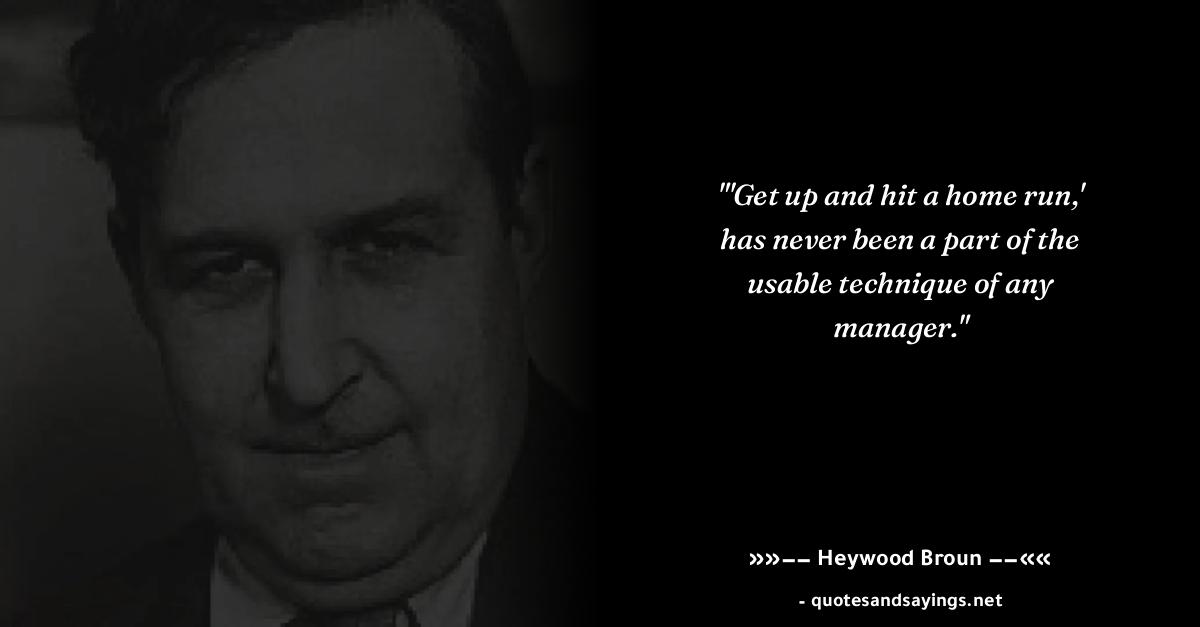 "'Get up and hit a home run,'
has never been a part of the
usable technique of any
manager."
»»–– Heywood Broun ––««
- quotesandsayings.net